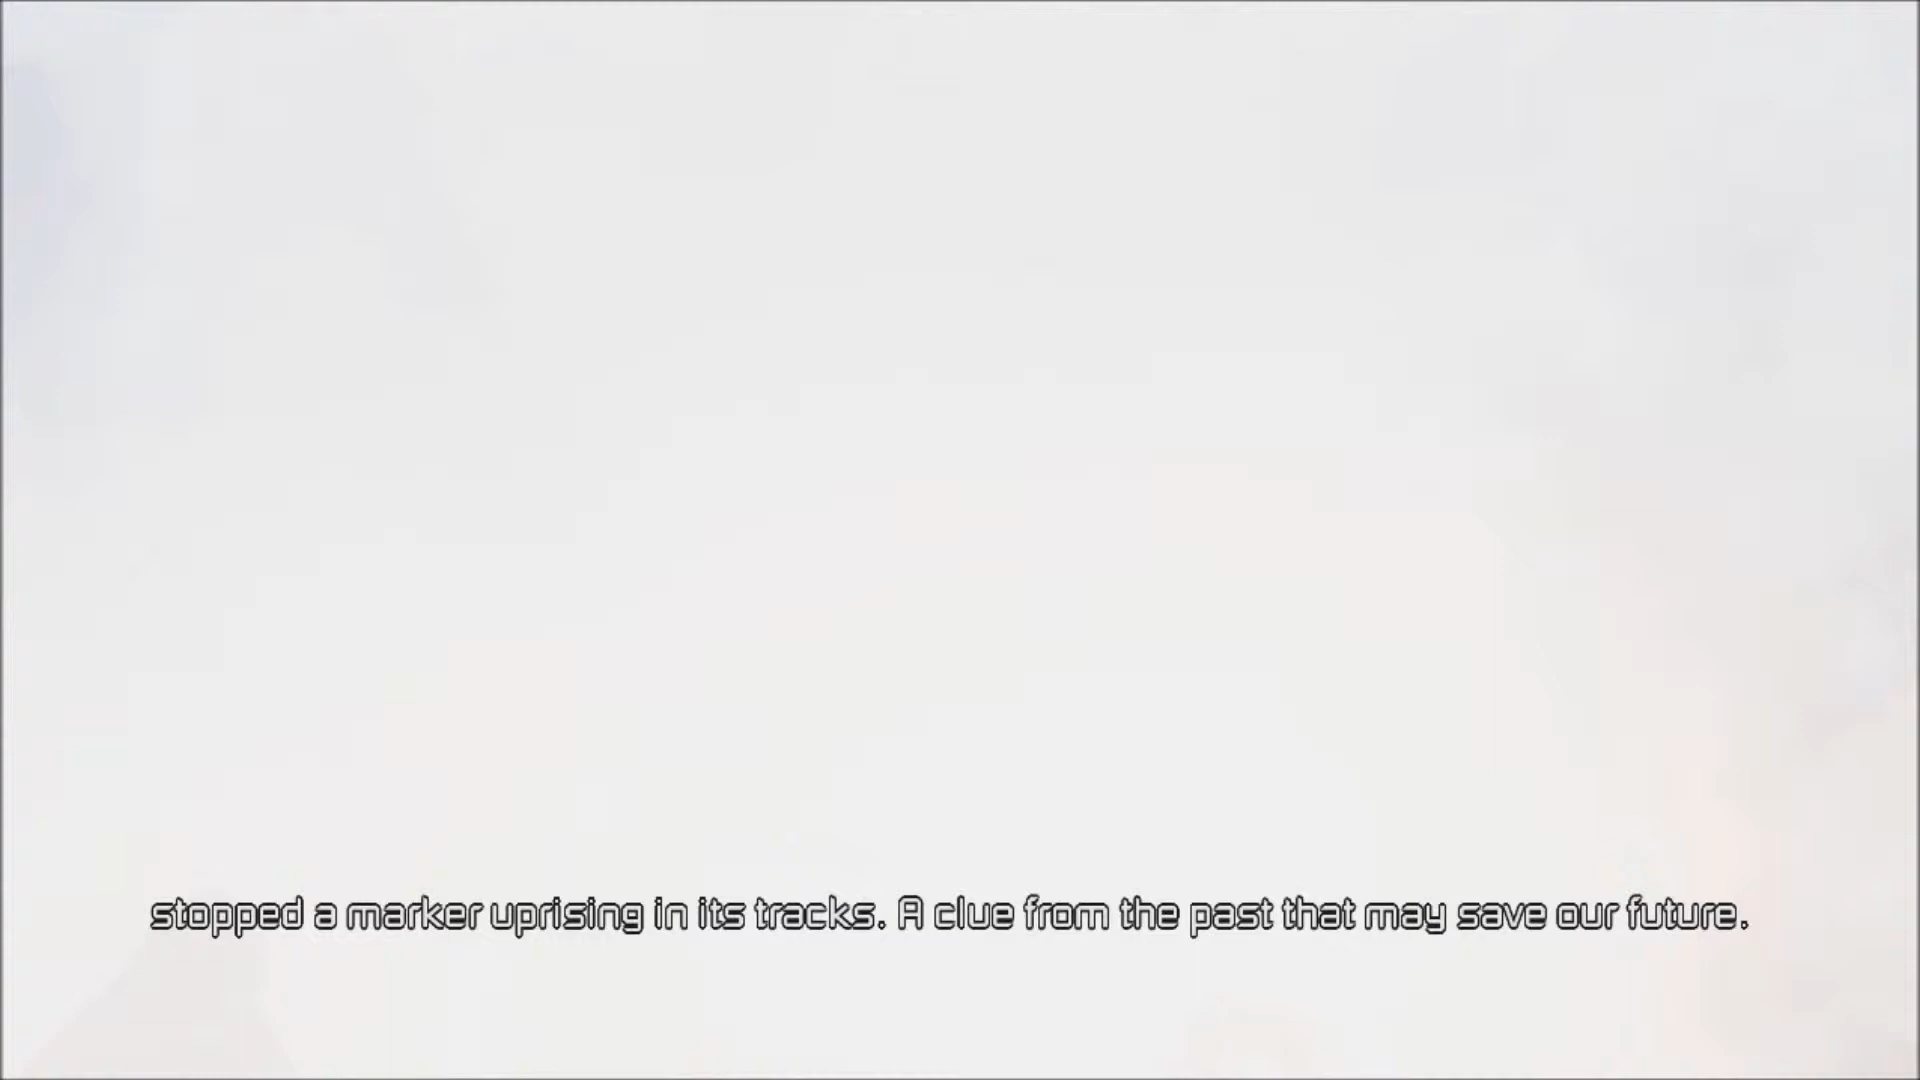 stopped a marker uprising in its tracks. A clue from the past that may save our future.